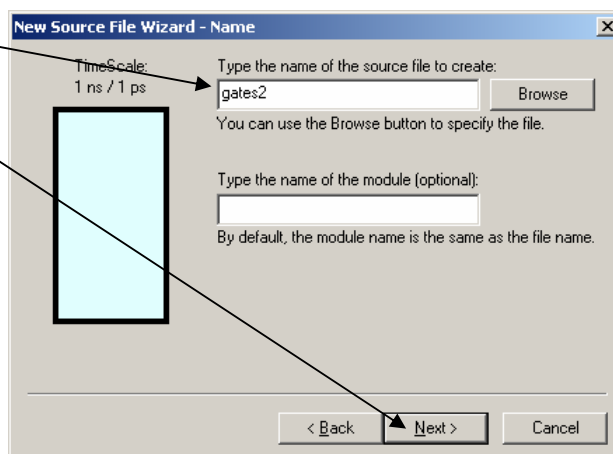 New Source File Wizard - Name
TimeScale:
1 ns / 1 ps
Type the name of the source file to create:
gates2
Browse
You can use the Browse button to specify the file.
Type the name of the module (optional):
By default, the module name is the same as the file name.
< Back
Next >
Cancel